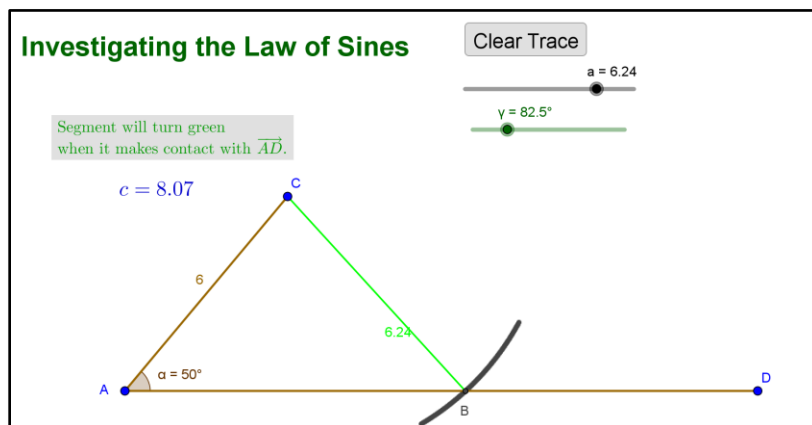 Investigating the Law of Sines
Clear Trace
a = 6.24
γ = 82.5°
Segment will turn green
when it makes contact with $\overrightarrow{AD}$.
c = 8.07
C
6
6.24
α = 50°
A
B
D